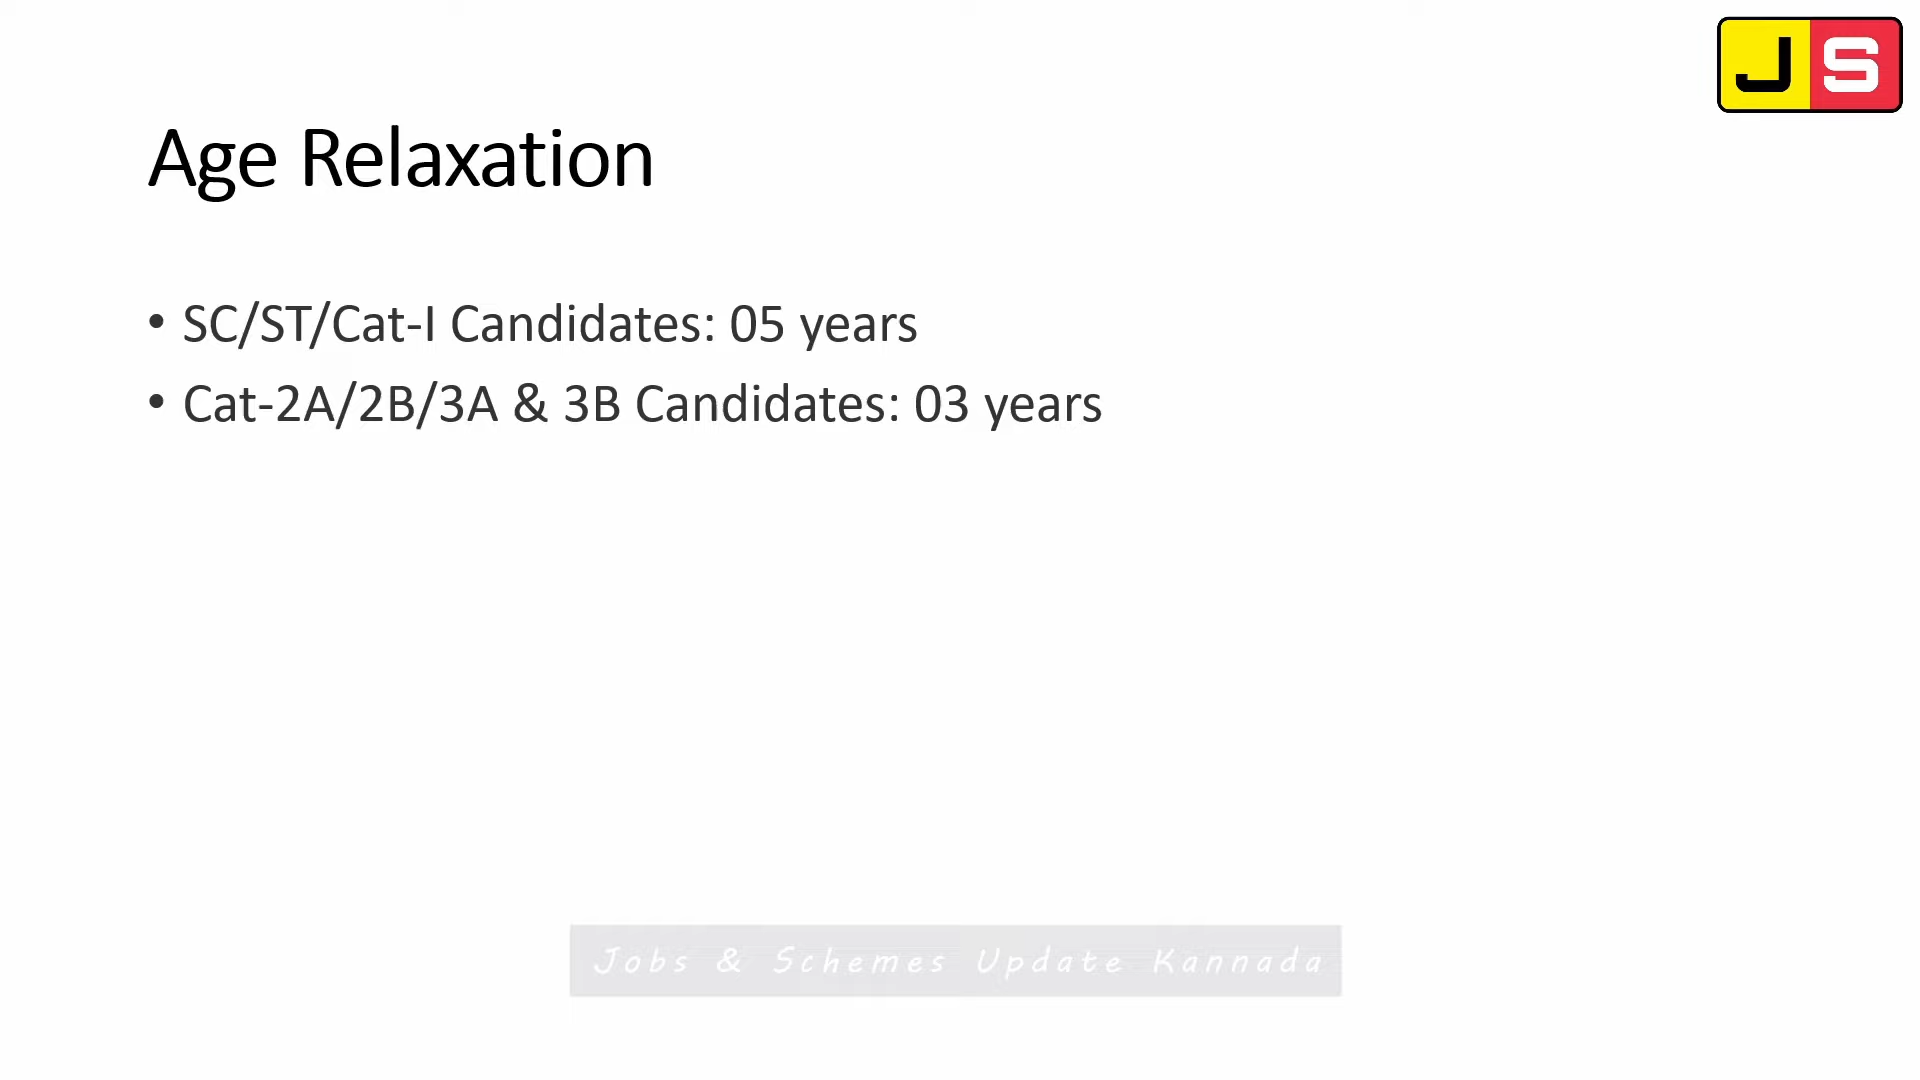 JS
Age Relaxation
• SC/ST/Cat-I Candidates: 05 years
• Cat-2A/2B/3A & 3B Candidates: 03 years
Jobs & Schemes Update Kannada